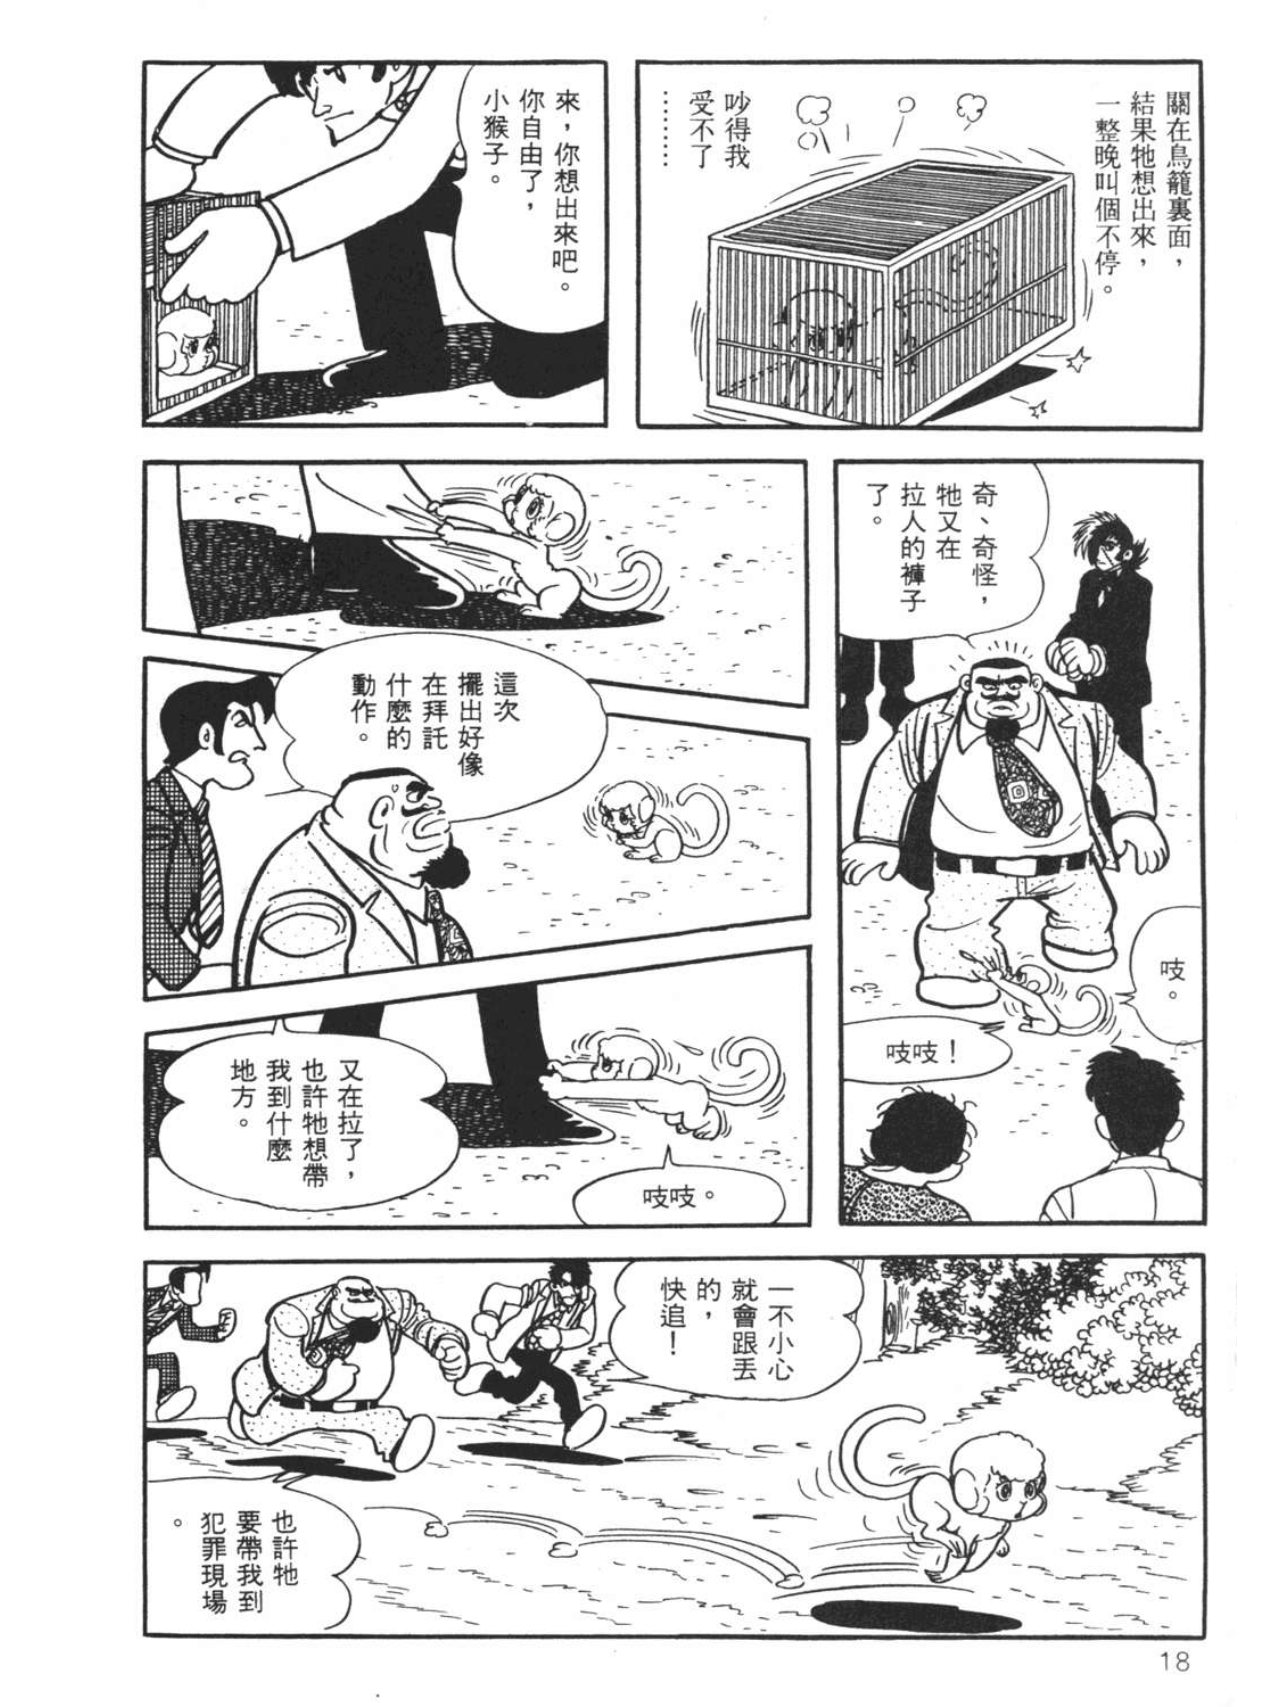 關在鳥籠裏面，
結果牠想出來，
一整晚叫個不停。
吵得我
受不了
………
來，你想出來吧。
你自由了，
小猴子。
奇、奇怪，
牠又在
拉人的褲子
了。
吱。
吱吱！
這次
擺出好像
在拜託
什麼的
動作。
又在拉了，
也許牠想帶
我到什麼
地方。
吱吱。
一不小心
就會跟丟
的，
快追！
也許牠
要帶我到
犯罪現場
。
18